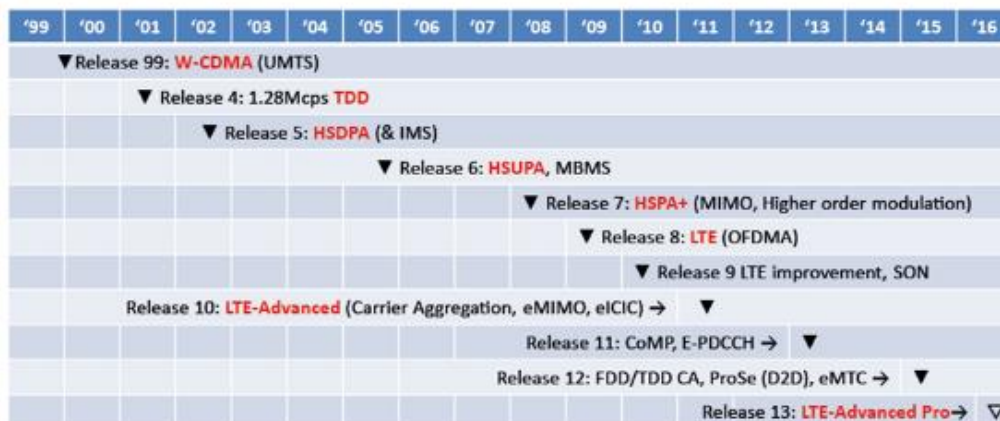 ‘99 ‘00 ‘01 ‘02 ‘03 ‘04 ‘05 ‘06 ‘07 ‘08 ‘09 ‘10 ‘11 ‘12 ‘13 ‘14 ‘15 ‘16
▼Release 99: W-CDMA (UMTS)
▼ Release 4: 1.28Mcps TDD
▼ Release 5: HSDPA (& IMS)
▼ Release 6: HSUPA, MBMS
▼ Release 7: HSPA+ (MIMO, Higher order modulation)
▼ Release 8: LTE (OFDMA)
▼ Release 9 LTE improvement, SON
Release 10: LTE-Advanced (Carrier Aggregation, eMIMO, eICIC) → ▼
Release 11: CoMP, E-PDCCH → ▼
Release 12: FDD/TDD CA, ProSe (D2D), eMTC → ▼
Release 13: LTE-Advanced Pro→ ▽